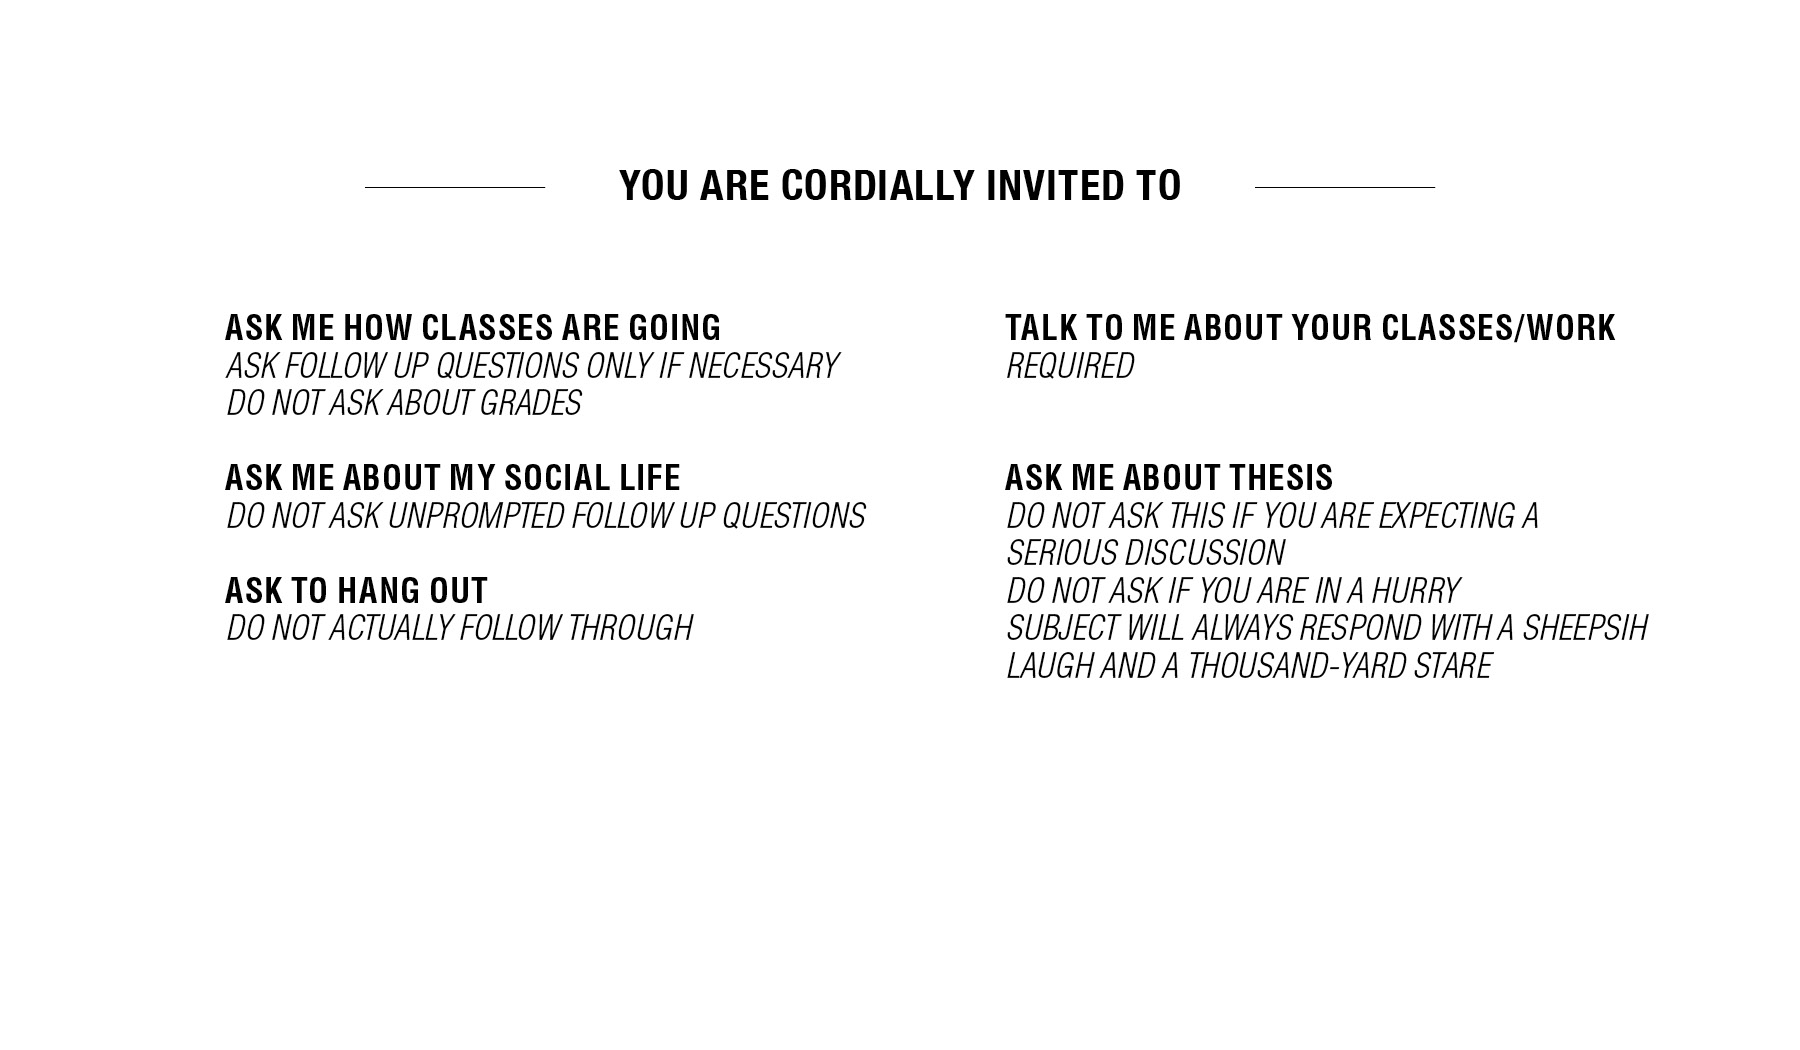 YOU ARE CORDIALLY INVITED TO
ASK ME HOW CLASSES ARE GOING
ASK FOLLOW UP QUESTIONS ONLY IF NECESSARY
DO NOT ASK ABOUT GRADES
ASK ME ABOUT MY SOCIAL LIFE
DO NOT ASK UNPROMPTED FOLLOW UP QUESTIONS
ASK TO HANG OUT
DO NOT ACTUALLY FOLLOW THROUGH
TALK TO ME ABOUT YOUR CLASSES/WORK
REQUIRED
ASK ME ABOUT THESIS
DO NOT ASK THIS IF YOU ARE EXPECTING A
SERIOUS DISCUSSION
DO NOT ASK IF YOU ARE IN A HURRY
SUBJECT WILL ALWAYS RESPOND WITH A SHEEPSIH
LAUGH AND A THOUSAND-YARD STARE